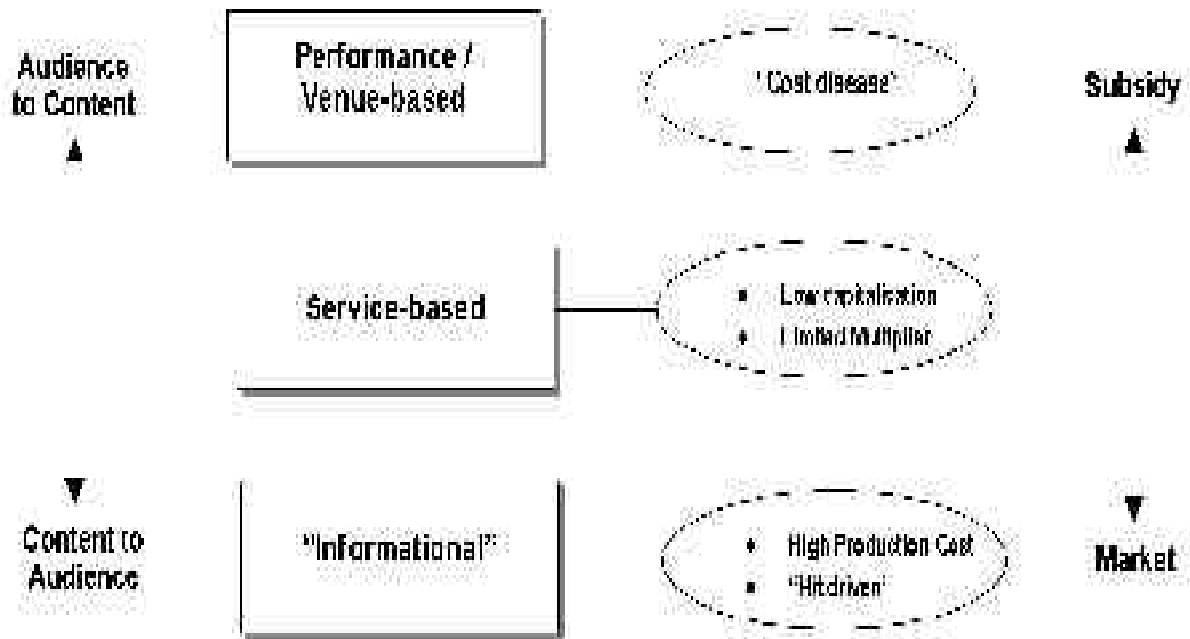 Audience
to Content
Performance /
Venue-based
"Cost disease"
Subsidy
Service-based
• Low capitalisation
• Limited Multiplier
Content to
Audience
"Informational"
• High Production Cost
• "Hit driven"
Market